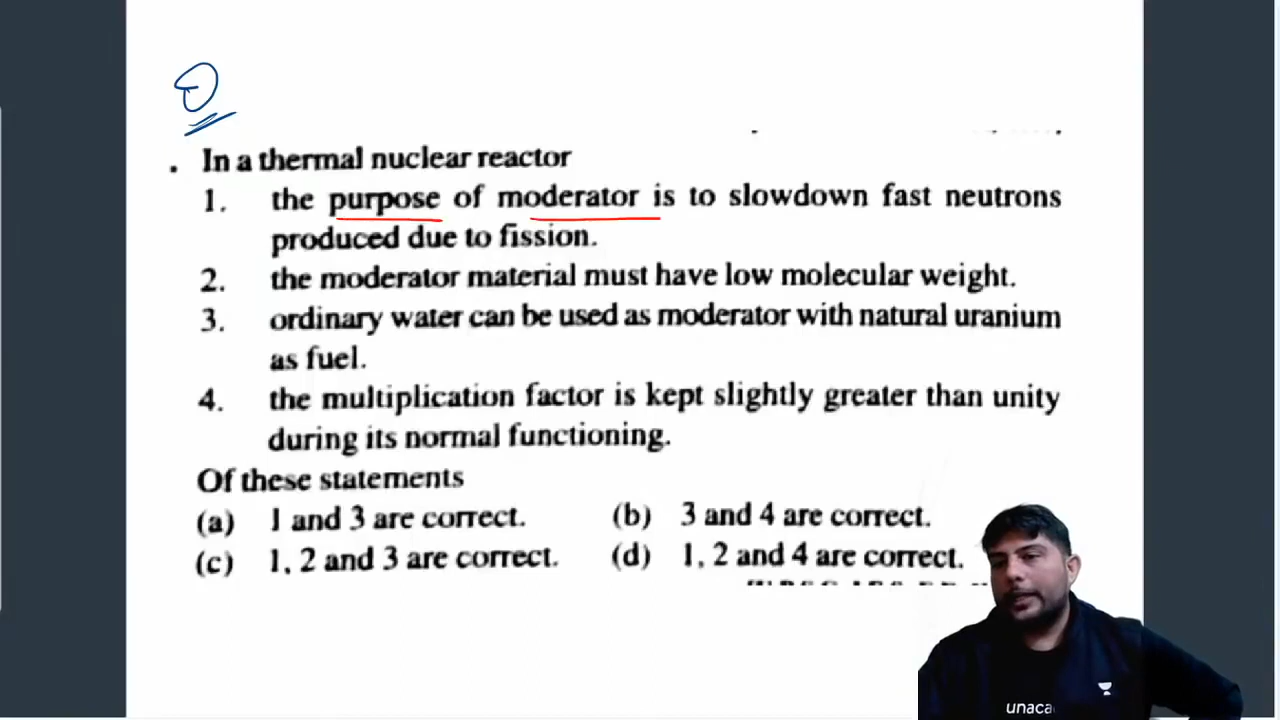 Q
. In a thermal nuclear reactor
1. the purpose of moderator is to slowdown fast neutrons
produced due to fission.
2. the moderator material must have low molecular weight.
3. ordinary water can be used as moderator with natural uranium
as fuel.
4. the multiplication factor is kept slightly greater than unity
during its normal functioning.
Of these statements
(a) 1 and 3 are correct. (b) 3 and 4 are correct.
(c) 1, 2 and 3 are correct. (d) 1, 2 and 4 are correct.
unaca